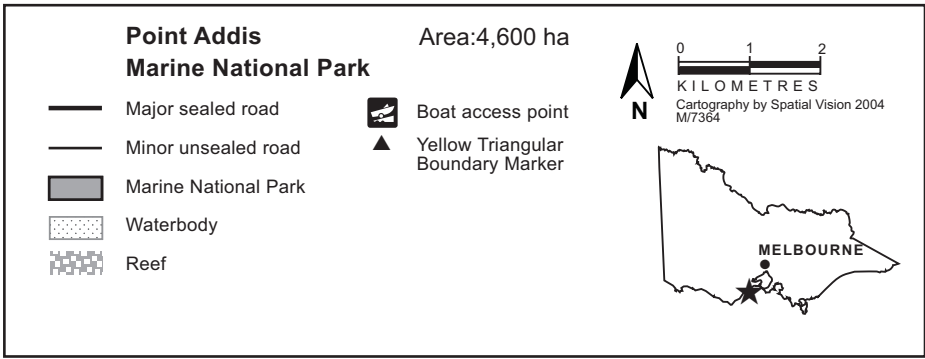 Point Addis
Marine National Park
Area:4,600 ha
Major sealed road
Minor unsealed road
Marine National Park
Waterbody
Reef
Boat access point
Yellow Triangular
Boundary Marker
N
0 1 2
KILOMETRES
Cartography by Spatial Vision 2004
M/7364
MELBOURNE